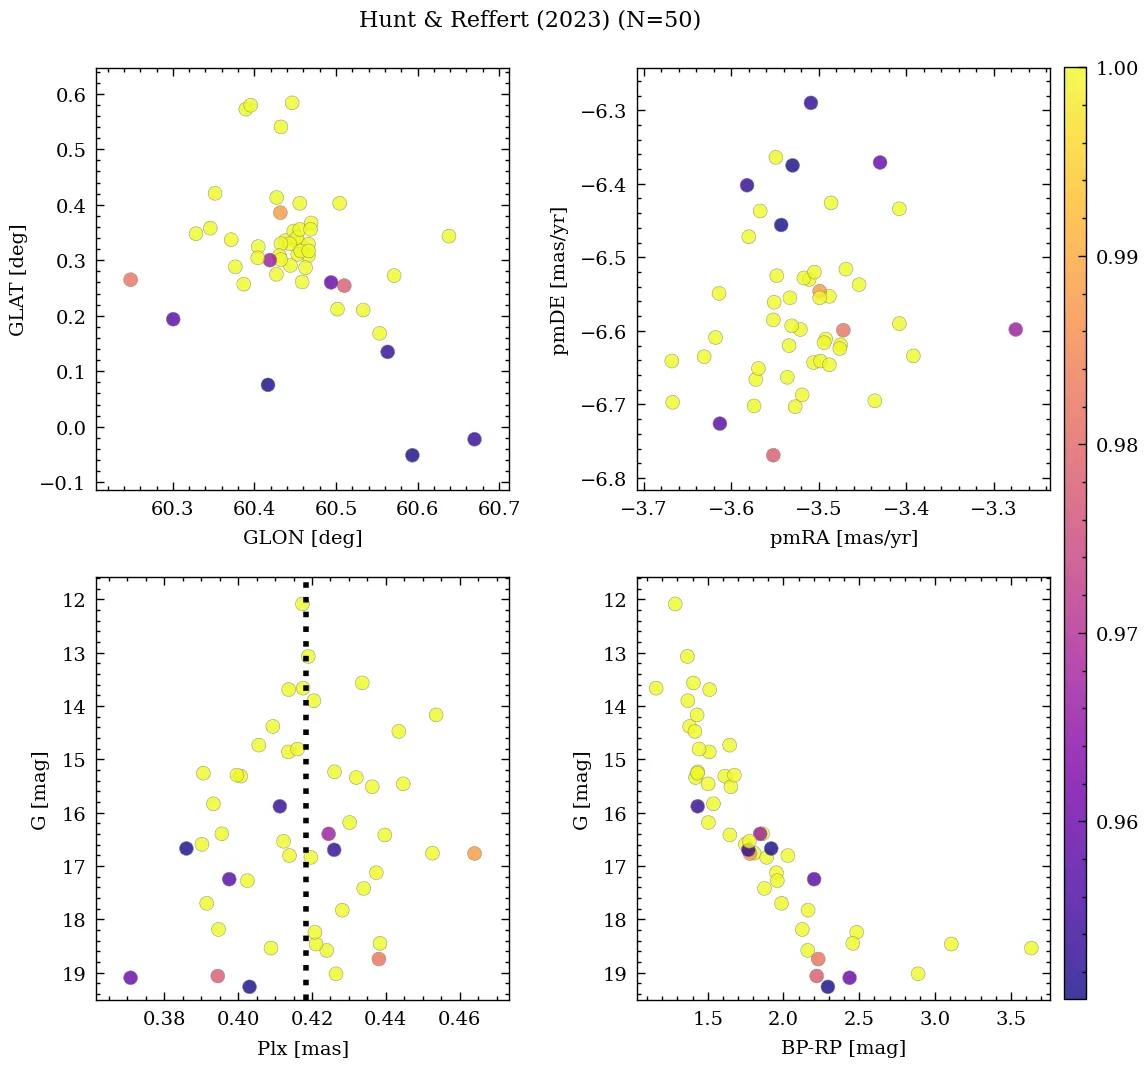 Hunt & Reffert (2023) (N=50)
0.6
0.5
0.4
0.3
0.2
0.1
0.0
−0.1
GLAT [deg]
60.3 60.4 60.5 60.6 60.7
GLON [deg]
−6.3
−6.4
−6.5
−6.6
−6.7
−6.8
pmDE [mas/yr]
−3.7 −3.6 −3.5 −3.4 −3.3
pmRA [mas/yr]
1.00
0.99
0.98
0.97
0.96
12
13
14
15
16
17
18
19
G [mag]
0.38 0.40 0.42 0.44 0.46
Plx [mas]
12
13
14
15
16
17
18
19
G [mag]
1.5 2.0 2.5 3.0 3.5
BP-RP [mag]